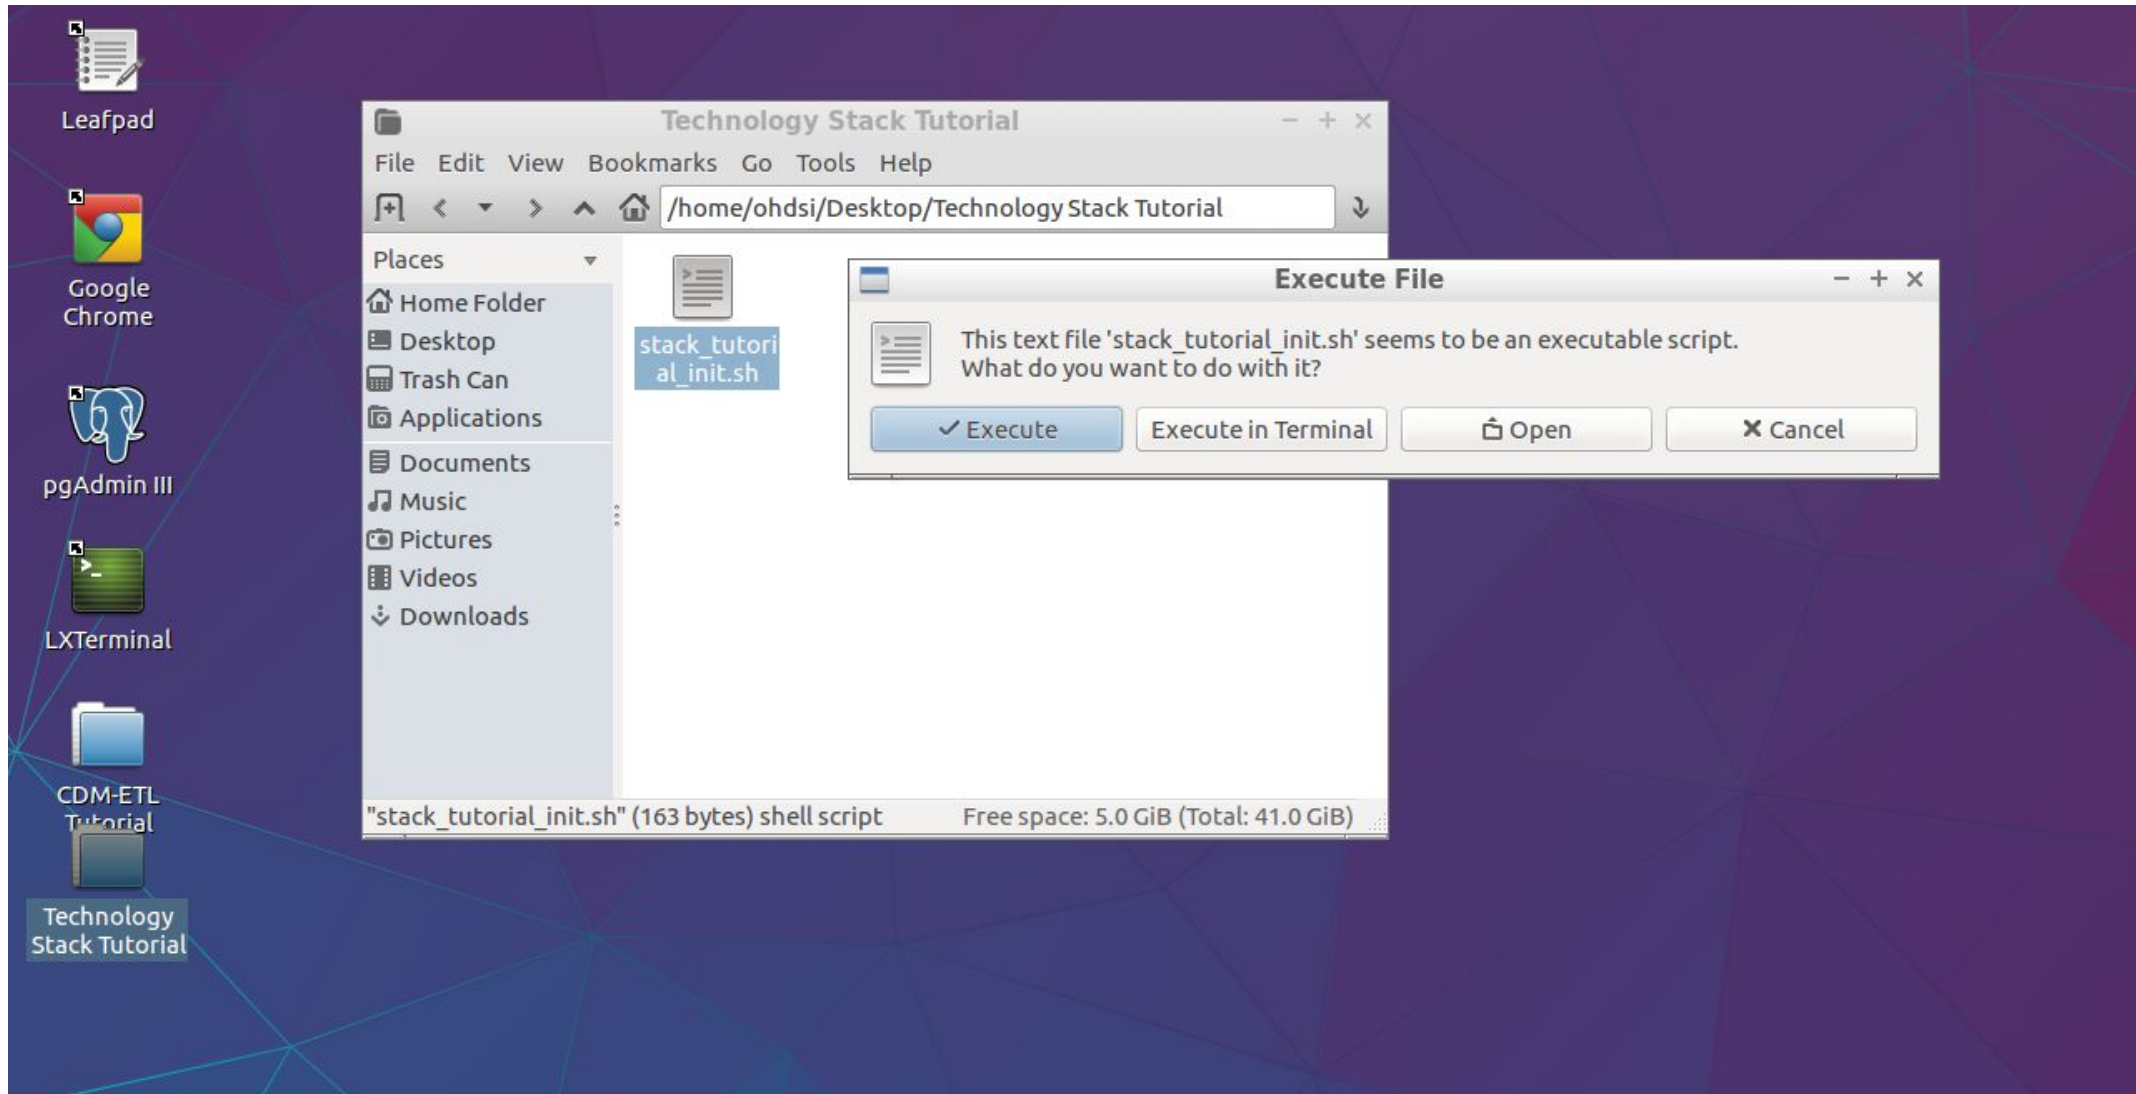 Leafpad
Google
Chrome
pgAdmin III
LXTerminal
CDM-ETL
Tutorial
Technology
Stack Tutorial
Technology Stack Tutorial
File Edit View Bookmarks Go Tools Help
/home/ohdsi/Desktop/Technology Stack Tutorial
Places
Home Folder
Desktop
Trash Can
Applications
Documents
Music
Pictures
Videos
Downloads
stack_tutori
al_init.sh
"stack_tutorial_init.sh" (163 bytes) shell script
Free space: 5.0 GiB (Total: 41.0 GiB)
Execute File
This text file 'stack_tutorial_init.sh' seems to be an executable script.
What do you want to do with it?
Execute
Execute in Terminal
Open
Cancel